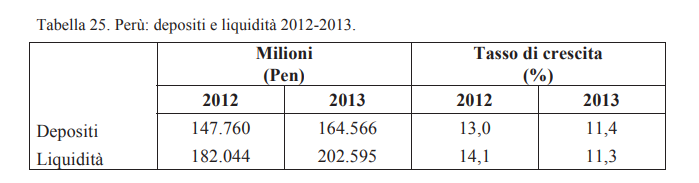 Tabella 25. Perù: depositi e liquidità 2012-2013.
Milioni Tasso di crescita
(Pen) (%)
2012 2013 2012 2013
Depositi 147.760 164.566 13,0 11,4
Liquidità 182.044 202.595 14,1 11,3